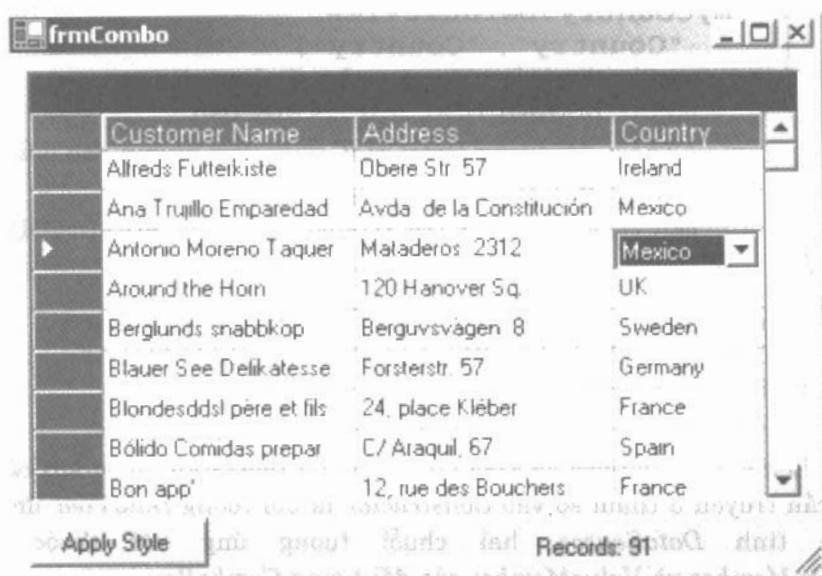 frmCombo
Customer Name Address Country
Alfreds Futterkiste Obere Str 57 Ireland
Ana Trujillo Emparedad Avda de la Constitución Mexico
Antonio Moreno Taquer Mataderos 2312 Mexico
Around the Horn 120 Hanover Sq. UK
Berglunds snabbkop Berguvsvägen 8 Sweden
Blauer See Delikatesse Forsterstr. 57 Germany
Blondesddsl père et fils 24, place Kléber France
Bólido Comidas prepar C/ Araquil, 67 Spain
Bon app' 12, rue des Bouchers France
Apply Style Records: 91